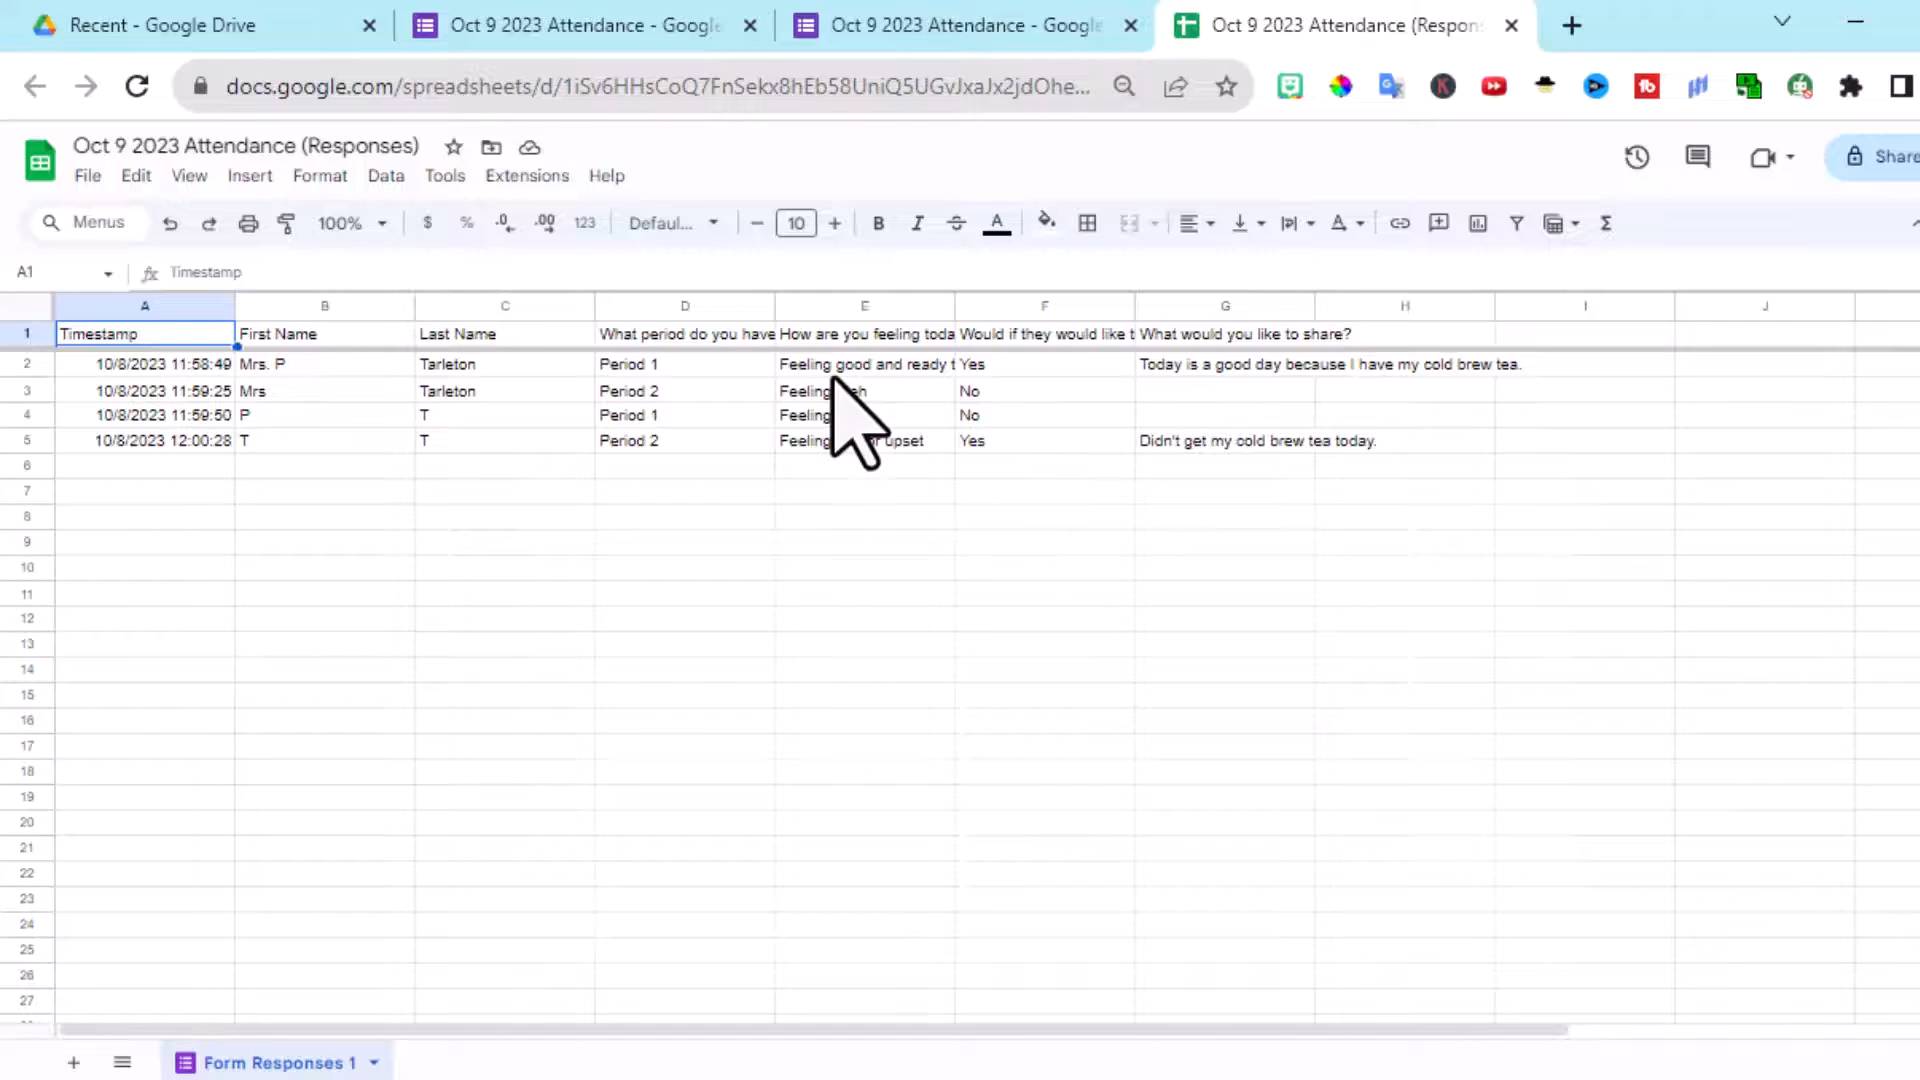 Recent - Google Drive
Oct 9 2023 Attendance - Google
Oct 9 2023 Attendance - Google
Oct 9 2023 Attendance (Respon
docs.google.com/spreadsheets/d/1iSv6HHsCoQ7FnSekx8hEb58UniQ5UGvJxaJx2jdOhe...
Oct 9 2023 Attendance (Responses)
Share
File Edit View Insert Format Data Tools Extensions Help
Menus 100% $ % .0 .00 123 Defaul... 10 B I A
A1 fx Timestamp
A B C D E F G H I J
1 Timestamp First Name Last Name What period do you have How are you feeling toda Would if they would like t What would you like to share?
2 10/8/2023 11:58:49 Mrs. P Tarleton Period 1 Feeling good and ready t Yes Today is a good day because I have my cold brew tea.
3 10/8/2023 11:59:25 Mrs Tarleton Period 2 Feeling No
4 10/8/2023 11:59:50 P T Period 1 Feeling No
5 10/8/2023 12:00:28 T T Period 2 Feeling upset Yes Didn't get my cold brew tea today.
6
7
8
9
10
11
12
13
14
15
16
17
18
19
20
21
22
23
24
25
26
27
Form Responses 1